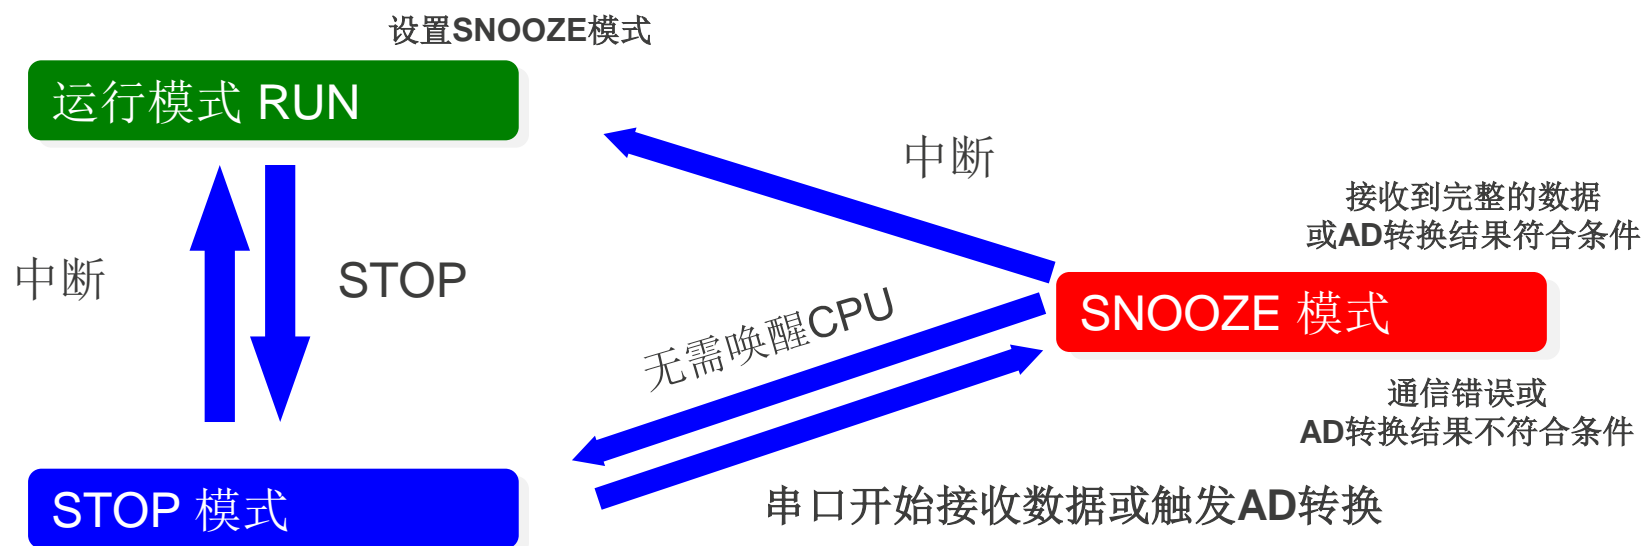 设置SNOOZE模式
运行模式 RUN
中断
接收到完整的数据
或AD转换结果符合条件
中断
STOP
无需唤醒CPU
SNOOZE 模式
通信错误或
AD转换结果不符合条件
STOP 模式
串口开始接收数据或触发AD转换